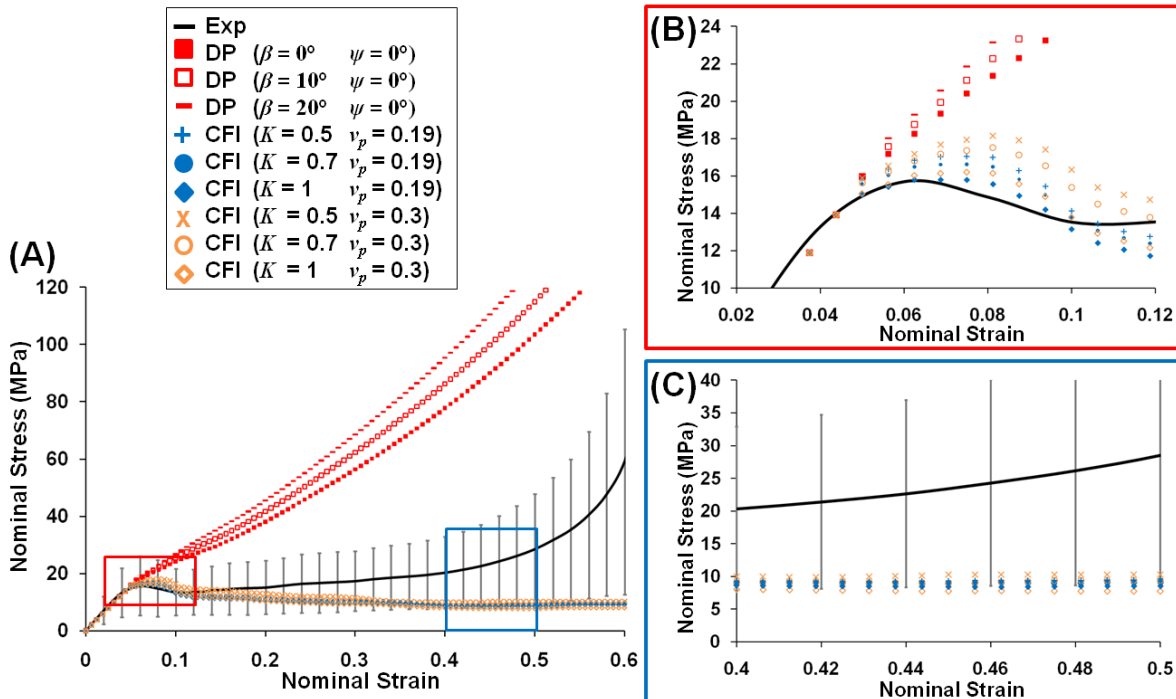 Exp
DP (β = 0° ψ = 0°)
DP (β = 10° ψ = 0°)
DP (β = 20° ψ = 0°)
CFI (K = 0.5 vp = 0.19)
CFI (K = 0.7 vp = 0.19)
CFI (K = 1 vp = 0.19)
CFI (K = 0.5 vp = 0.3)
CFI (K = 0.7 vp = 0.3)
CFI (K = 1 vp = 0.3)
(A)
Nominal Stress (MPa)
120
100
80
60
40
20
0
0 0.1 0.2 0.3 0.4 0.5 0.6
Nominal Strain
(B)
Nominal Stress (MPa)
24
22
20
18
16
14
12
10
0.02 0.04 0.06 0.08 0.1 0.12
Nominal Strain
(C)
Nominal Stress (MPa)
40
35
30
25
20
15
10
5
0
0.4 0.42 0.44 0.46 0.48 0.5
Nominal Strain